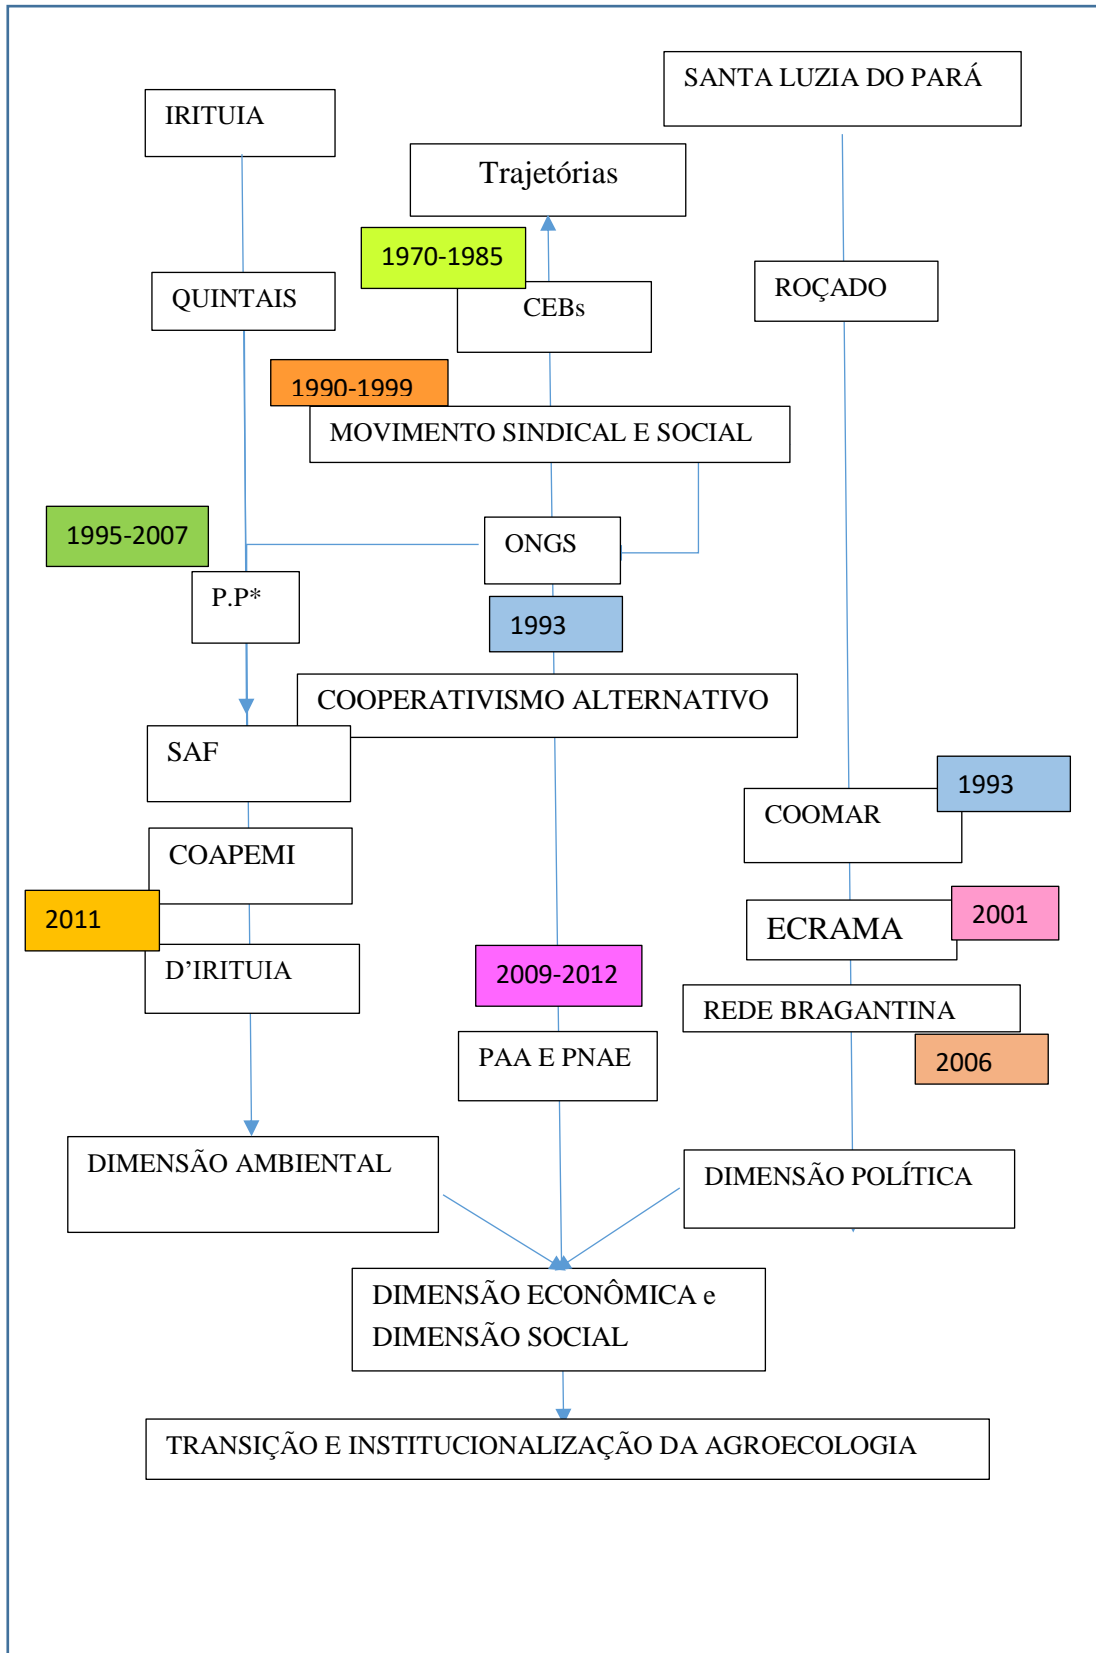 SANTA LUZIA DO PARÁ
IRITUIA
Trajetórias
1970-1985
QUINTAIS
CEBs
ROÇADO
1990-1999
MOVIMENTO SINDICAL E SOCIAL
1995-2007
ONGS
P.P*
1993
COOPERATIVISMO ALTERNATIVO
SAF
1993
COOMAR
COAPEMI
2011
2001
ECRAMA
D’IRITUIA
2009-2012
REDE BRAGANTINA
PAA E PNAE
2006
DIMENSÃO AMBIENTAL
DIMENSÃO POLÍTICA
DIMENSÃO ECONÔMICA e
DIMENSÃO SOCIAL
TRANSIÇÃO E INSTITUCIONALIZAÇÃO DA AGROECOLOGIA